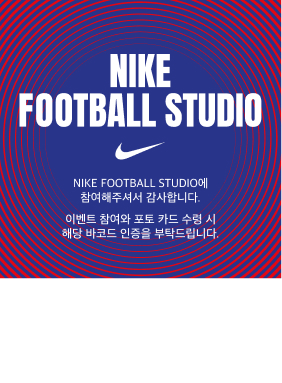 NIKE
FOOTBALL STUDIO
NIKE FOOTBALL STUDIO에
참여해주셔서 감사합니다.
이벤트 참여와 포토 카드 수령 시
해당 바코드 인증을 부탁드립니다.